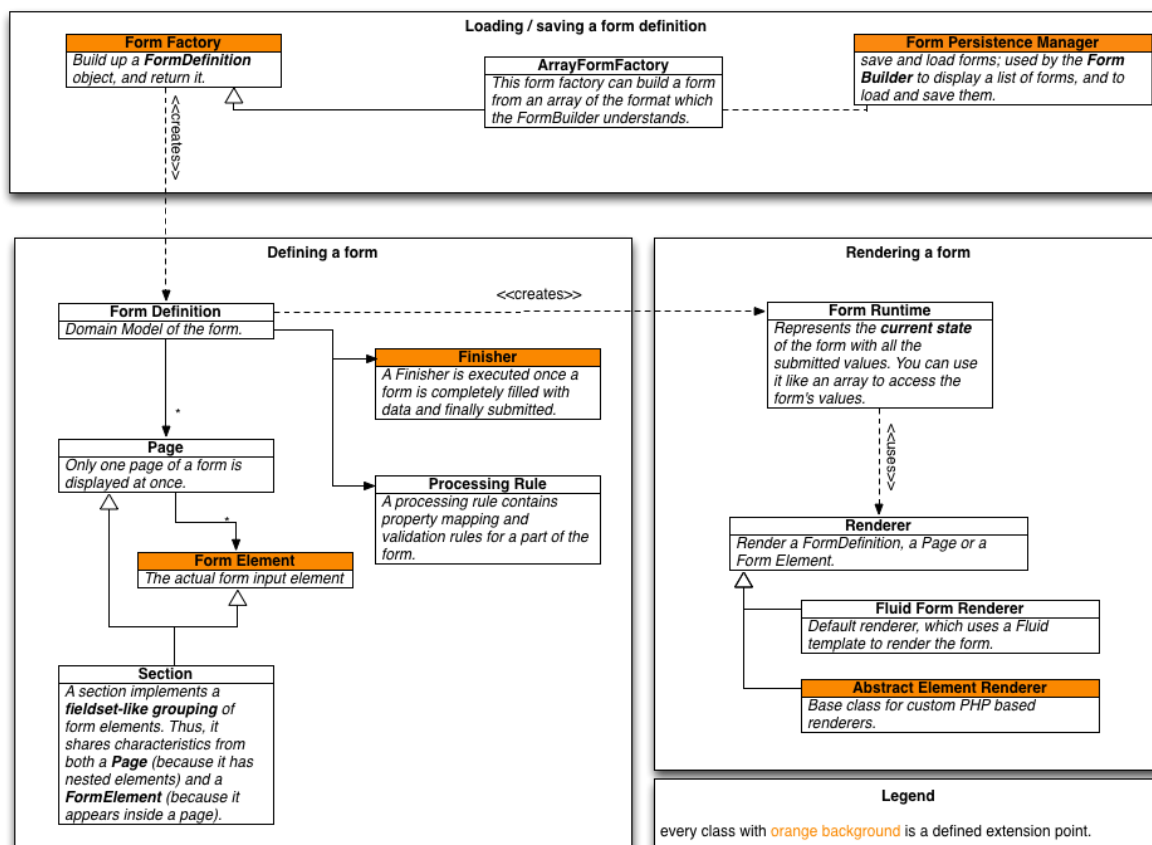 Loading / saving a form definition
Form Factory
Build up a FormDefinition
object, and return it.
ArrayFormFactory
This form factory can build a form
from an array of the format which
the FormBuilder understands.
Form Persistence Manager
save and load forms; used by the Form
Builder to display a list of forms, and to
load and save them.
<<creates>>
Defining a form
Form Definition
Domain Model of the form.
<<creates>>
Finisher
A Finisher is executed once a
form is completely filled with
data and finally submitted.
*
Page
Only one page of a form is
displayed at once.
Processing Rule
A processing rule contains
property mapping and
validation rules for a part of the
form.
*
Form Element
The actual form input element
Section
A section implements a
fieldset-like grouping of
form elements. Thus, it
shares characteristics from
both a Page (because it has
nested elements) and a
FormElement (because it
appears inside a page).
Rendering a form
Form Runtime
Represents the current state
of the form with all the
submitted values. You can use
it like an array to access the
form's values.
<<uses>>
Renderer
Render a FormDefinition, a Page or a
Form Element.
Fluid Form Renderer
Default renderer, which uses a Fluid
template to render the form.
Abstract Element Renderer
Base class for custom PHP based
renderers.
Legend
every class with orange background is a defined extension point.